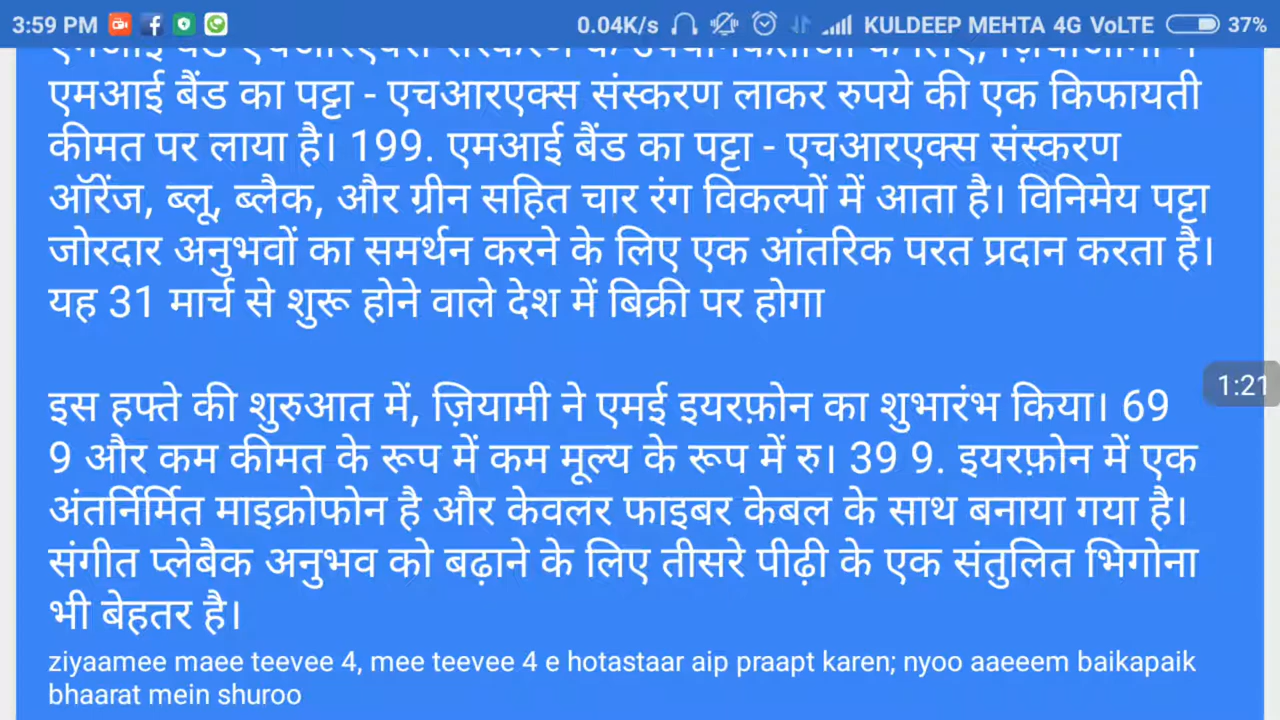 3:59 PM 0.04K/s KULDEEP MEHTA 4G VoLTE 37%
एमआई बैंड का पट्टा - एचआरएक्स संस्करण लाकर रुपये की एक किफायती
कीमत पर लाया है। 199. एमआई बैंड का पट्टा - एचआरएक्स संस्करण
ऑरेंज, ब्लू, ब्लैक, और ग्रीन सहित चार रंग विकल्पों में आता है। विनिमेय पट्टा
जोरदार अनुभवों का समर्थन करने के लिए एक आंतरिक परत प्रदान करता है।
यह 31 मार्च से शुरू होने वाले देश में बिक्री पर होगा
इस हफ्ते की शुरुआत में, ज़ियामी ने एमई इयरफ़ोन का शुभारंभ किया। 69
1:21
9 और कम कीमत के रूप में कम मूल्य के रूप में रु। 39 9. इयरफ़ोन में एक
अंतर्निर्मित माइक्रोफोन है और केवलर फाइबर केबल के साथ बनाया गया है।
संगीत प्लेबैक अनुभव को बढ़ाने के लिए तीसरे पीढ़ी के एक संतुलित भिगोना
भी बेहतर है।
ziyaamee maee teevee 4, mee teevee 4 e hotastaar aip praapt karen; nyoo aaeeem baikapaik
bhaarat mein shuroo